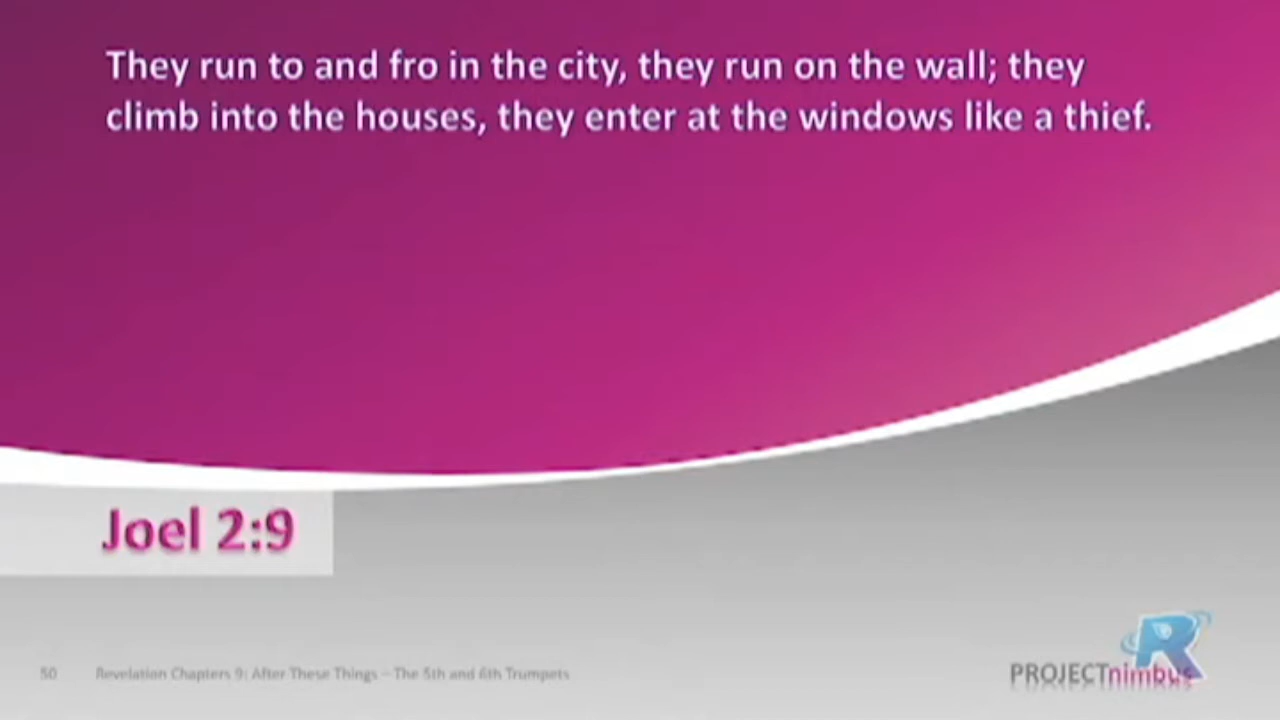 They run to and fro in the city, they run on the wall; they
climb into the houses, they enter at the windows like a thief.
Joel 2:9
50 Revelation Chapters 9: After These Things – The 5th and 6th Trumpets
R
PROJECTnimbus